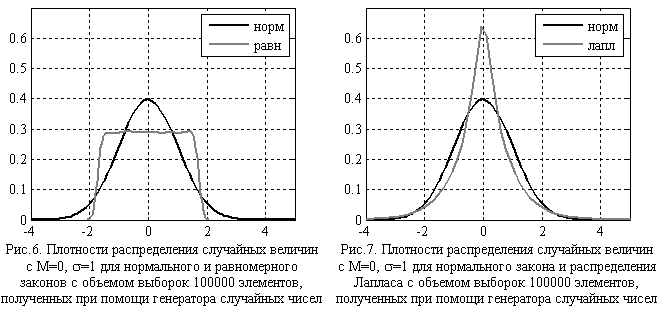 0.6
0.5
0.4
0.3
0.2
0.1
0
-4
-2
0
2
4
норм
равн
Рис.6. Плотности распределения случайных величин
с М=0, σ=1 для нормального и равномерного
законов с объемом выборок 100000 элементов,
полученных при помощи генератора случайных чисел
0.6
0.5
0.4
0.3
0.2
0.1
0
-4
-2
0
2
4
норм
лапл
Рис.7. Плотности распределения случайных величин
с М=0, σ=1 для нормального закона и распределения
Лапласа с объемом выборок 100000 элементов,
полученных при помощи генератора случайных чисел